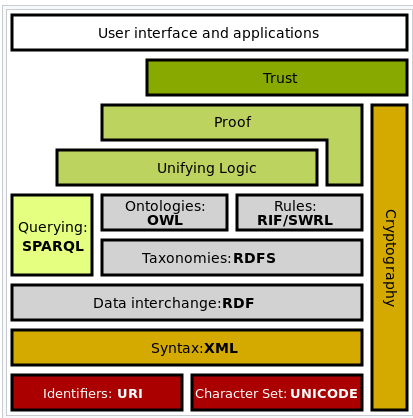 User interface and applications
Trust
Proof
Unifying Logic
Querying:
SPARQL
Ontologies:
OWL
Rules:
RIF/SWRL
Cryptography
Taxonomies:RDFS
Data interchange:RDF
Syntax:XML
Identifiers: URI
Character Set: UNICODE